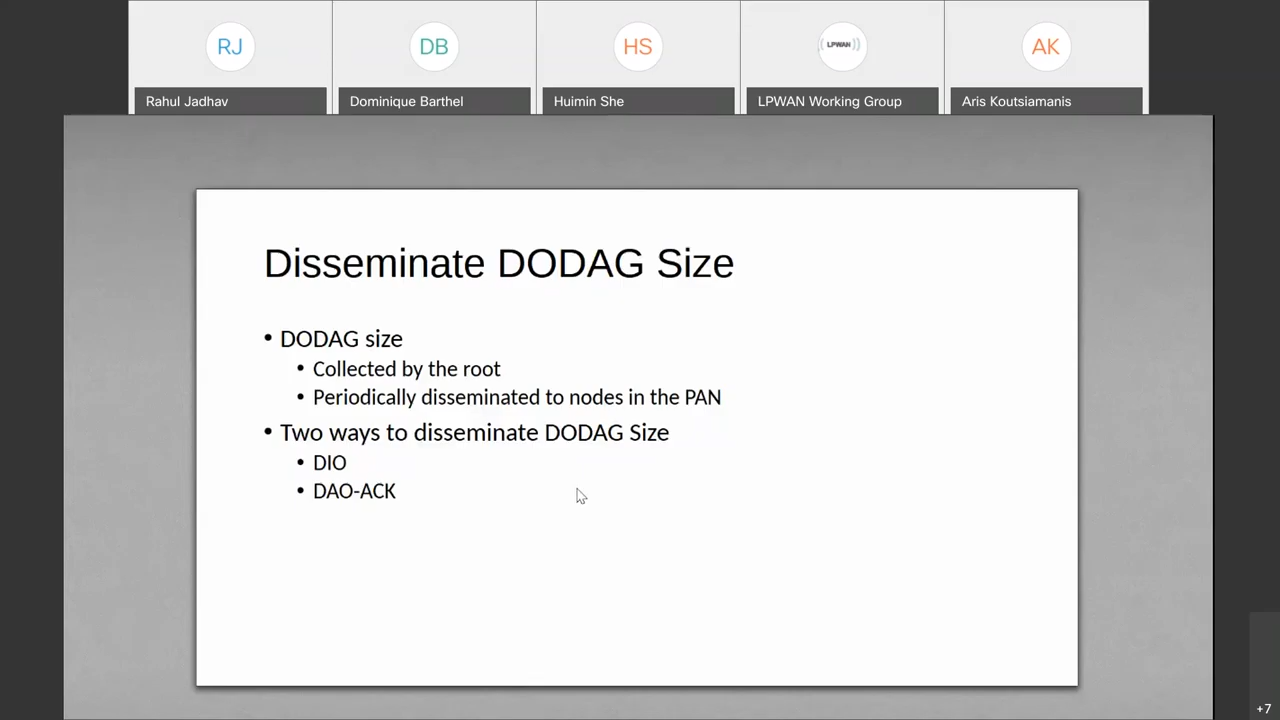 RJ
DB
HS
LPWAN
AK
Rahul Jadhav
Dominique Barthel
Huimin She
LPWAN Working Group
Aris Koutsiamanis
Disseminate DODAG Size
• DODAG size
• Collected by the root
• Periodically disseminated to nodes in the PAN
• Two ways to disseminate DODAG Size
• DIO
• DAO-ACK
+7